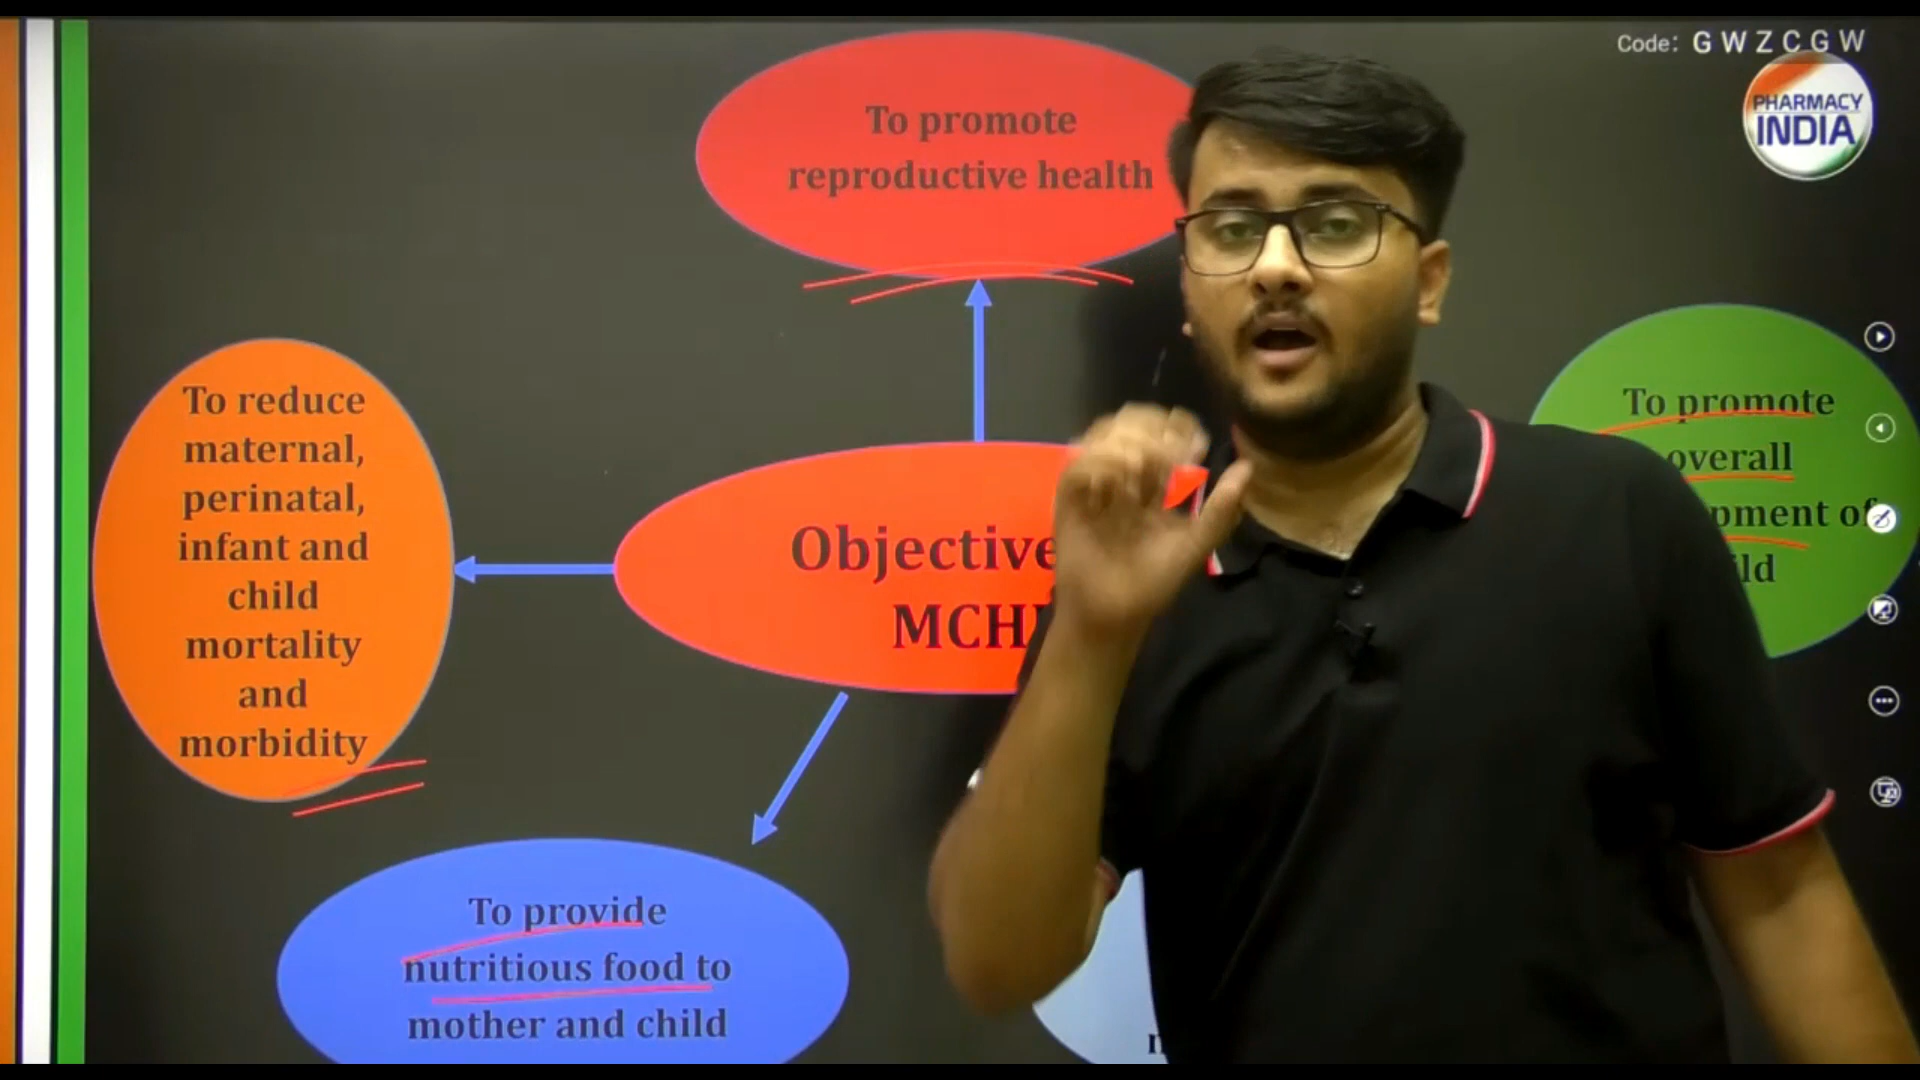 Code: GWZCGW
PHARMACY
INDIA
To promote
reproductive health
To reduce
maternal,
perinatal,
infant and
child
mortality
and
morbidity
Objective
MCH
To promote
overall
pment of
ld
To provide
nutritious food to
mother and child